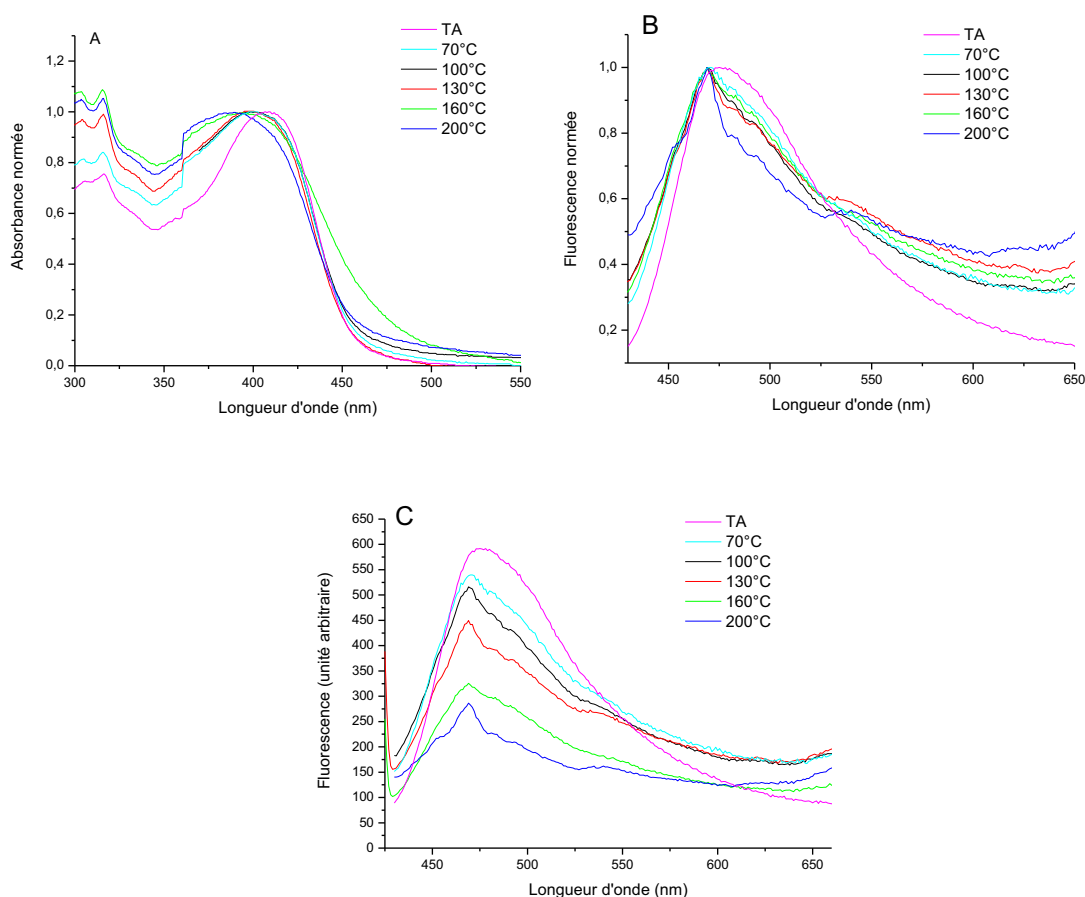 A
TA
70°C
100°C
130°C
160°C
200°C
1,2
1,0
0,8
0,6
0,4
0,2
0,0
300 350 400 450 500 550
Absorbance normée
Longueur d'onde (nm)
B
TA
70°C
100°C
130°C
160°C
200°C
1,0
0,8
0,6
0,4
0,2
450 500 550 600 650
Fluorescence normée
Longueur d'onde (nm)
C
TA
70°C
100°C
130°C
160°C
200°C
650
600
550
500
450
400
350
300
250
200
150
100
50
0
450 500 550 600 650
Fluorescence (unité arbitraire)
Longueur d'onde (nm)